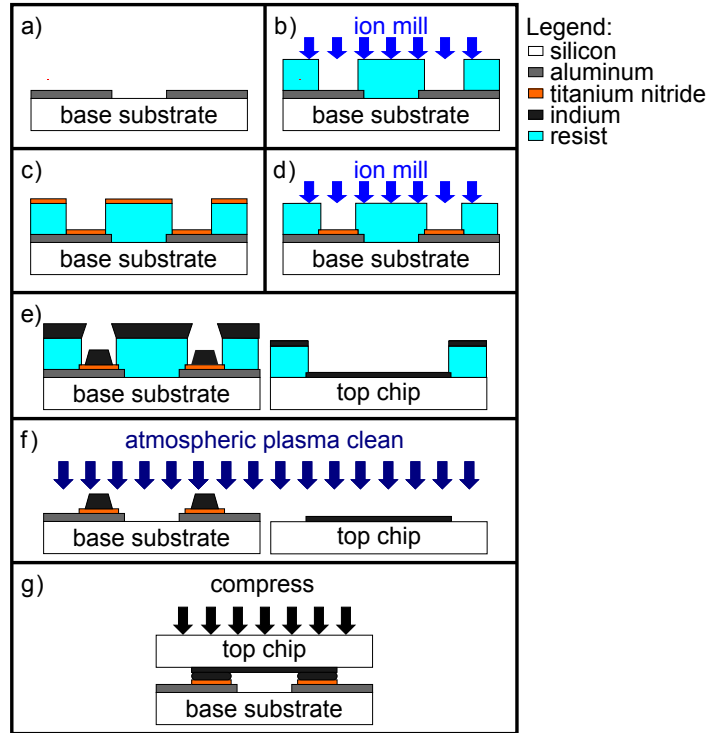 a)
base substrate
b)
ion mill
base substrate
Legend:
silicon
aluminum
titanium nitride
indium
resist
c)
base substrate
d)
ion mill
base substrate
e)
base substrate
top chip
f)
atmospheric plasma clean
base substrate
top chip
g)
compress
top chip
base substrate